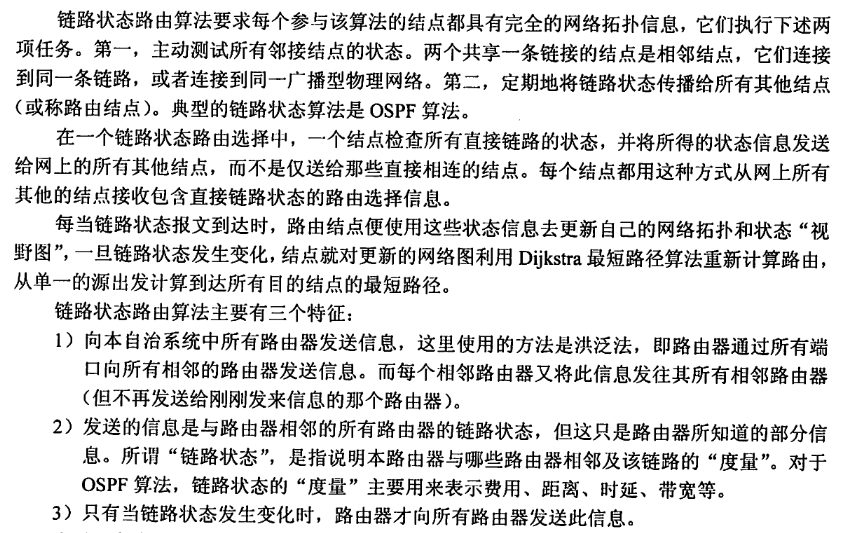 链路状态路由算法要求每个参与该算法的结点都具有完全的网络拓扑信息，它们执行下述两
项任务。第一，主动测试所有邻接结点的状态。两个共享一条链接的结点是相邻结点，它们连接
到同一条链路，或者连接到同一广播型物理网络。第二，定期地将链路状态传播给所有其他结点
（或称路由结点）。典型的链路状态算法是 OSPF 算法。
在一个链路状态路由选择中，一个结点检查所有直接链路的状态，并将所得的状态信息发送
给网上的所有其他结点，而不是仅送给那些直接相连的结点。每个结点都用这种方式从网上所有
其他的结点接收包含直接链路状态的路由选择信息。
每当链路状态报文到达时，路由结点便使用这些状态信息去更新自己的网络拓扑和状态“视
野图”，一旦链路状态发生变化，结点就对更新的网络图利用 Dijkstra 最短路径算法重新计算路由，
从单一的源出发计算到达所有目的结点的最短路径。
链路状态路由算法主要有三个特征：
1）向本自治系统中所有路由器发送信息，这里使用的方法是洪泛法，即路由器通过所有端
口向所有相邻的路由器发送信息。而每个相邻路由器又将此信息发往其所有相邻路由器
（但不再发送给刚刚发来信息的那个路由器）。
2）发送的信息是与路由器相邻的所有路由器的链路状态，但这只是路由器所知道的部分信
息。所谓“链路状态”，是指说明本路由器与哪些路由器相邻及该链路的“度量”。对于
OSPF 算法，链路状态的“度量”主要用来表示费用、距离、时延、带宽等。
3）只有当链路状态发生变化时，路由器才向所有路由器发送此信息。